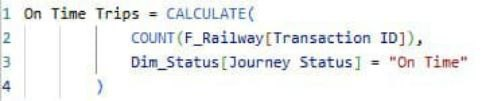 1 On Time Trips = CALCULATE(
2 COUNT(F_Railway[Transaction ID]),
3 Dim_Status[Journey Status] = "On Time"
4 )